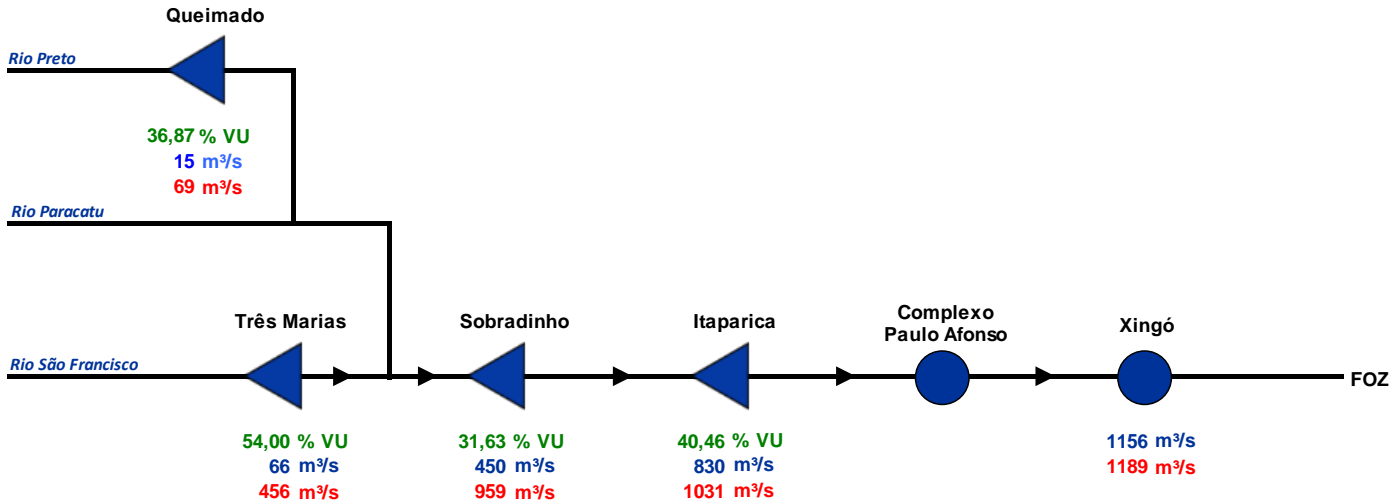 Queimado
Rio Preto
36,87 % VU
15 m³/s
69 m³/s
Rio Paracatu
Três Marias
Sobradinho
Itaparica
Complexo
Paulo Afonso
Xingó
Rio São Francisco
FOZ
54,00 % VU
66 m³/s
456 m³/s
31,63 % VU
450 m³/s
959 m³/s
40,46 % VU
830 m³/s
1031 m³/s
1156 m³/s
1189 m³/s